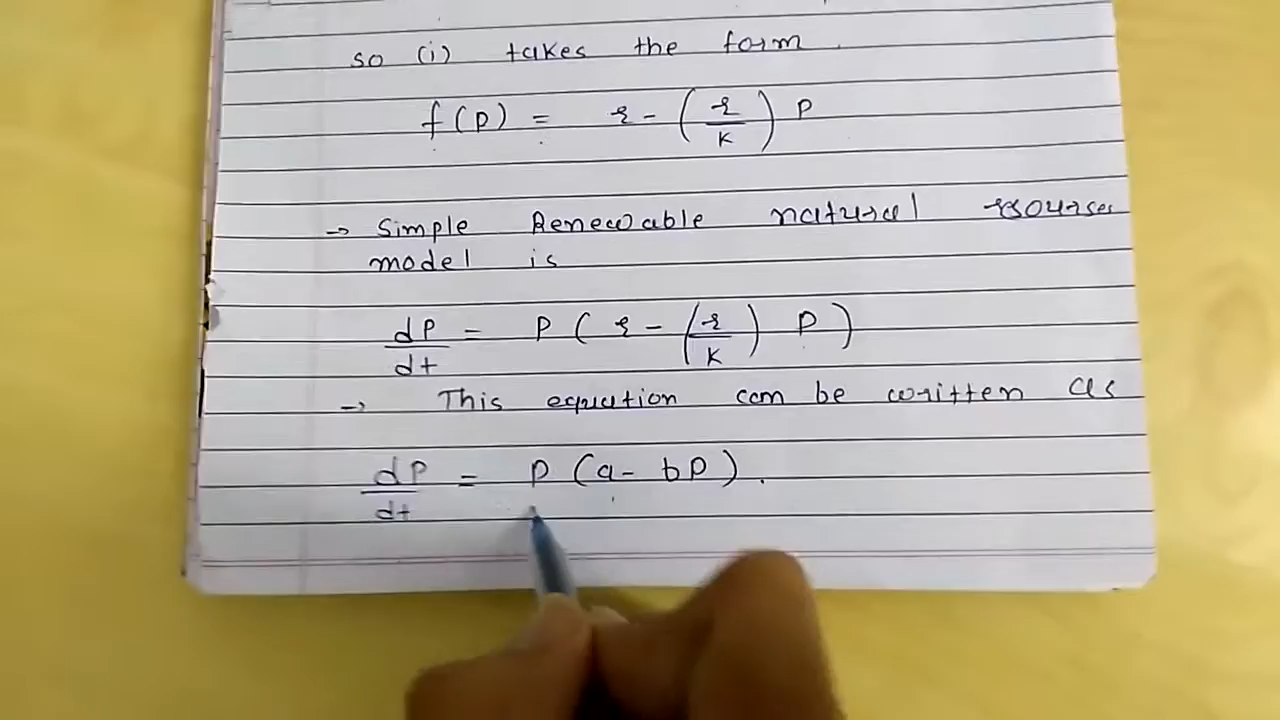 so (i) takes the form.
f(P) = r - (r/k) P
→ Simple Renewable natural resourses
model is
dP/dt = P ( r - (r/k) P )
→ This equation can be written as
dP/dt = P (a - bP).